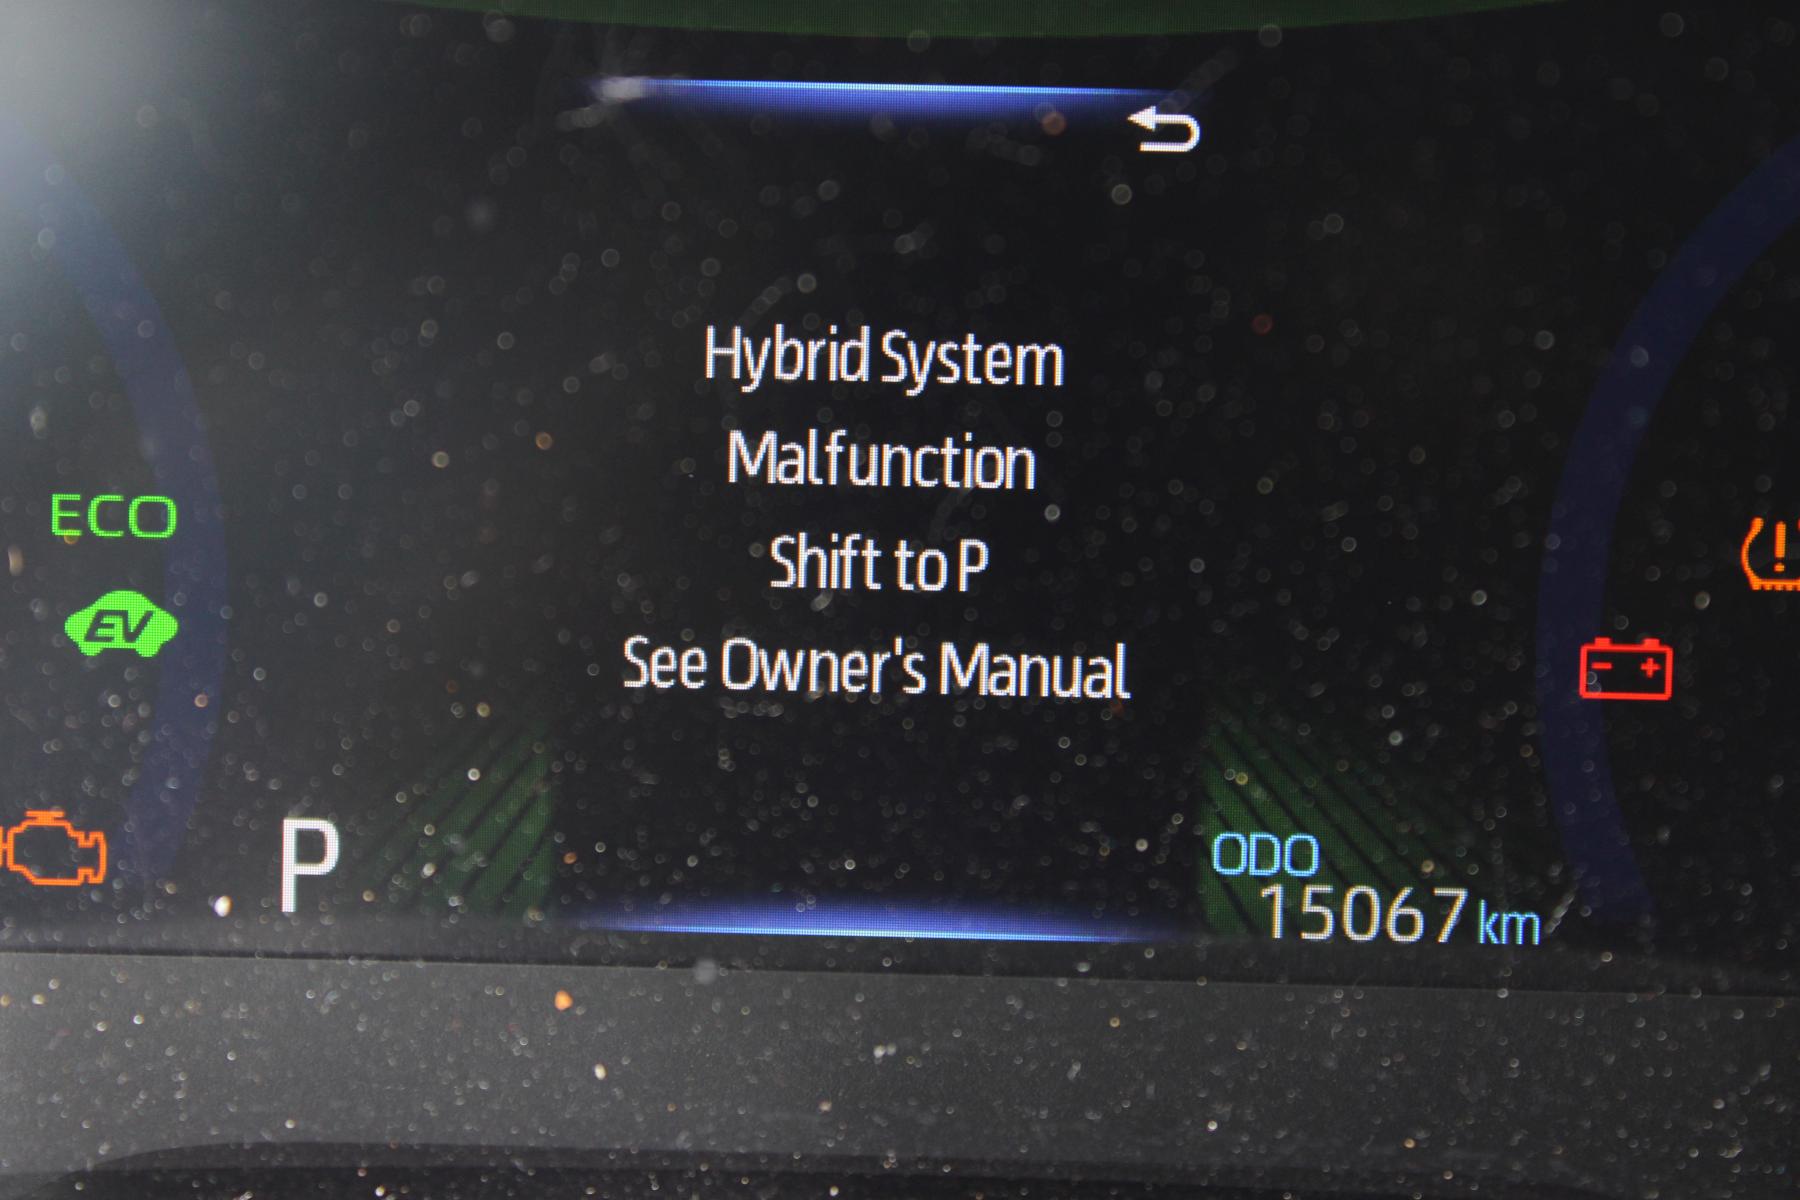 Hybrid System
Malfunction
Shift to P
See Owner's Manual
ECO
EV
P
ODO
15067 km